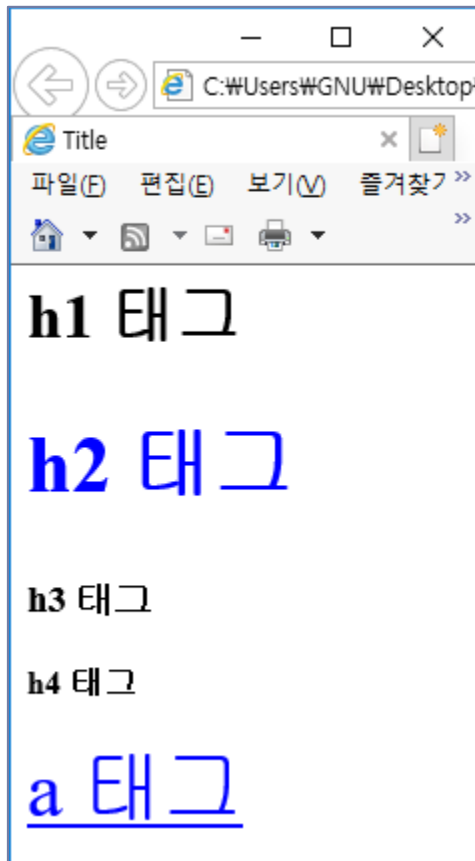 C:₩Users₩GNU₩Desktop
Title
파일(F) 편집(E) 보기(V) 즐겨찾기
h1 태그
h2 태그
h3 태그
h4 태그
a 태그